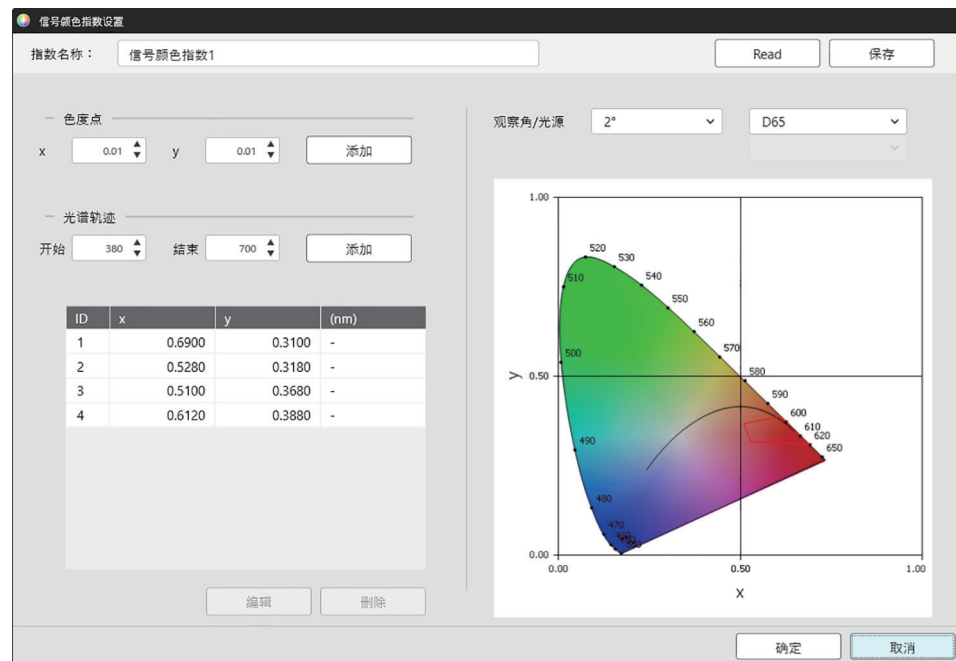 信号颜色指数设置
指数名称： 信号颜色指数1 Read 保存
色度点
x 0.01 y 0.01 添加
光谱轨迹
开始 380 结束 700 添加
ID x y (nm)
1 0.6900 0.3100 -
2 0.5280 0.3180 -
3 0.5100 0.3680 -
4 0.6120 0.3880 -
编辑 删除
观察角/光源 2° D65
1.00
520
530
510
540
550
560
570
500
580
y 0.50
590
600
610
620
490
650
480
470
0.00
0.00 0.50 1.00
x
确定 取消